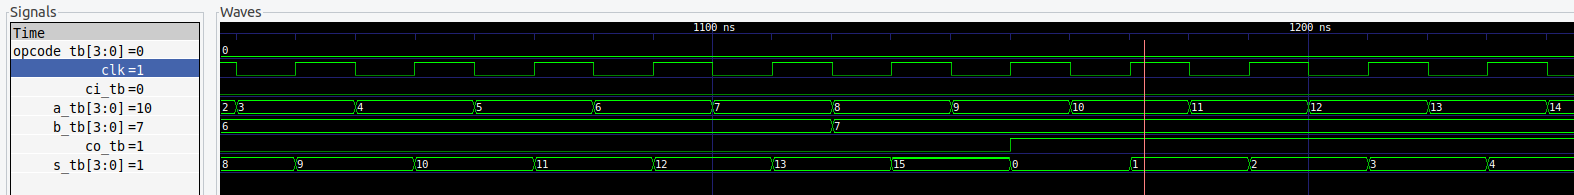 Signals
Waves
Time
1100 ns
1200 ns
opcode_tb[3:0]=0
0
clk=1
ci_tb=0
a_tb[3:0]=10
2 3 4 5 6 7 8 9 10 11 12 13 14
b_tb[3:0]=7
6 7
co_tb=1
s_tb[3:0]=1
8 9 10 11 12 13 15 0 1 2 3 4